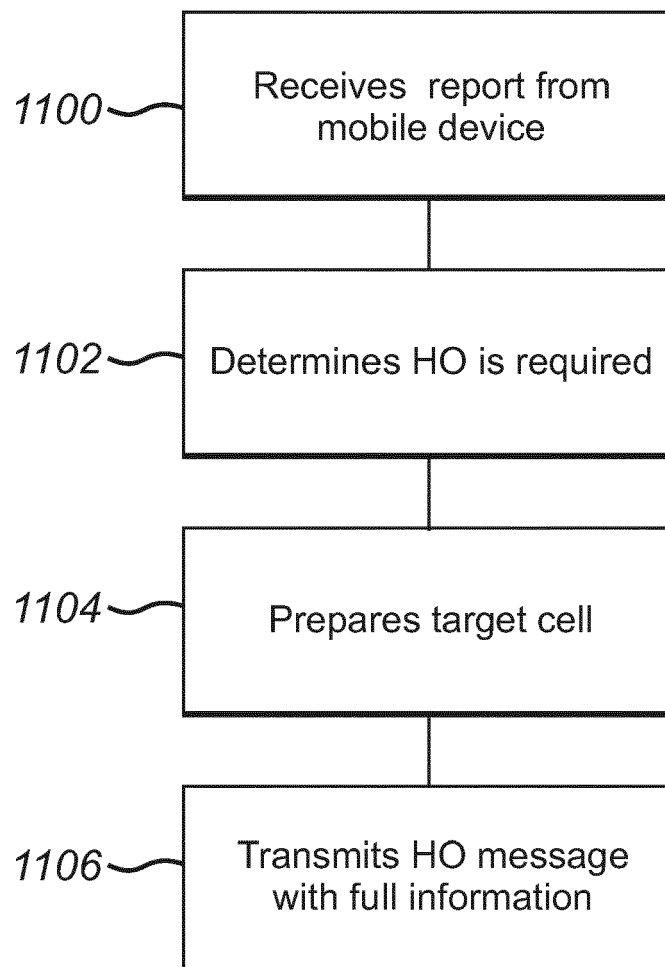 1100
Receives report from
mobile device
1102
Determines HO is required
1104
Prepares target cell
1106
Transmits HO message
with full information